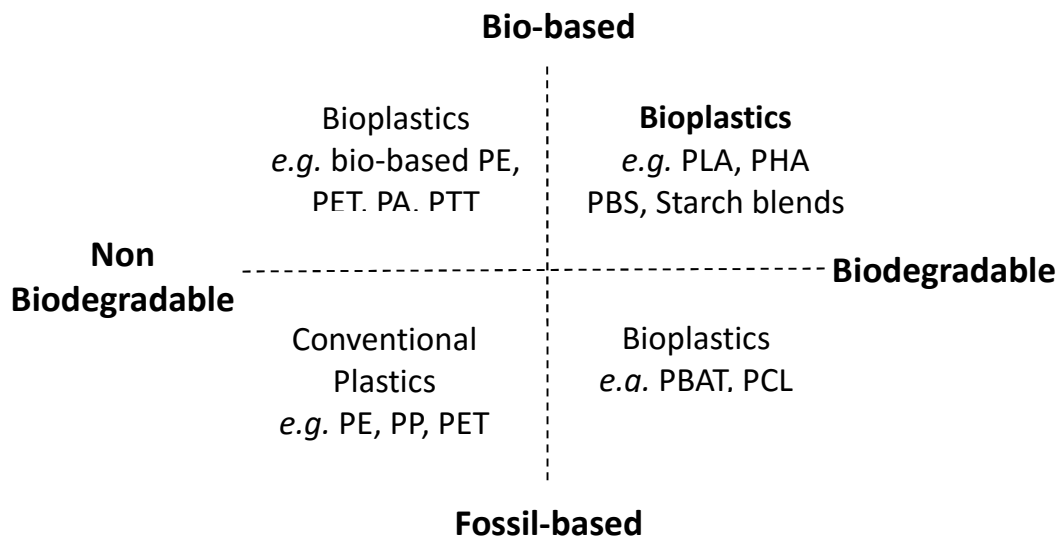 Bio-based
Bioplastics
e.g. bio-based PE,
PET, PA, PTT
Bioplastics
e.g. PLA, PHA
PBS, Starch blends
Non
Biodegradable
Biodegradable
Conventional
Plastics
e.g. PE, PP, PET
Bioplastics
e.g. PBAT, PCL
Fossil-based